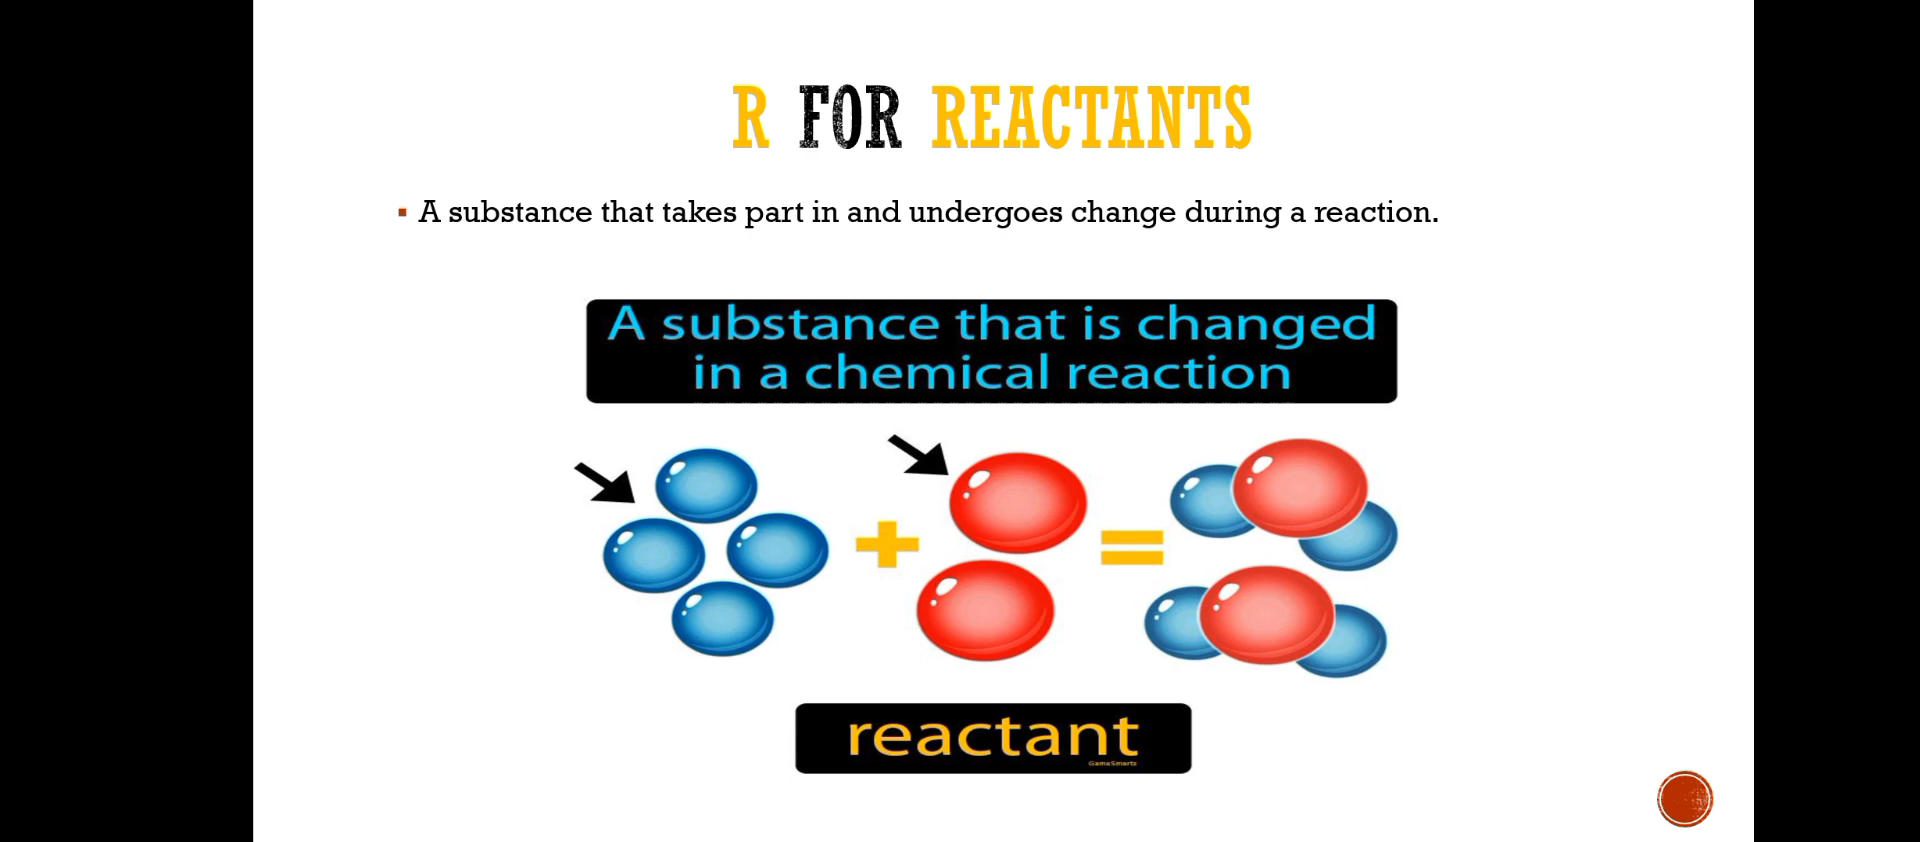 R FOR REACTANTS
▪ A substance that takes part in and undergoes change during a reaction.
A substance that is changed
in a chemical reaction
+
=
reactant
GameSmartz